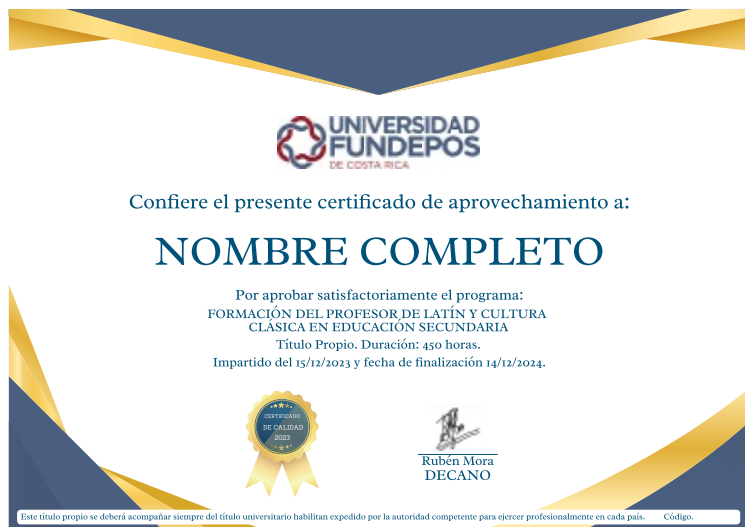 UNIVERSIDAD
FUNDEPOS
DE COSTA RICA
Confiere el presente certificado de aprovechamiento a:
NOMBRE COMPLETO
Por aprobar satisfactoriamente el programa:
FORMACIÓN DEL PROFESOR DE LATÍN Y CULTURA
CLÁSICA EN EDUCACIÓN SECUNDARIA
Título Propio. Duración: 450 horas.
Impartido del 15/12/2023 y fecha de finalización 14/12/2024.
CERTIFICADO
DE CALIDAD
2023
Rubén Mora
DECANO
Este título propio se deberá acompañar siempre del título universitario habilitan expedido por la autoridad competente para ejercer profesionalmente en cada país. Código.